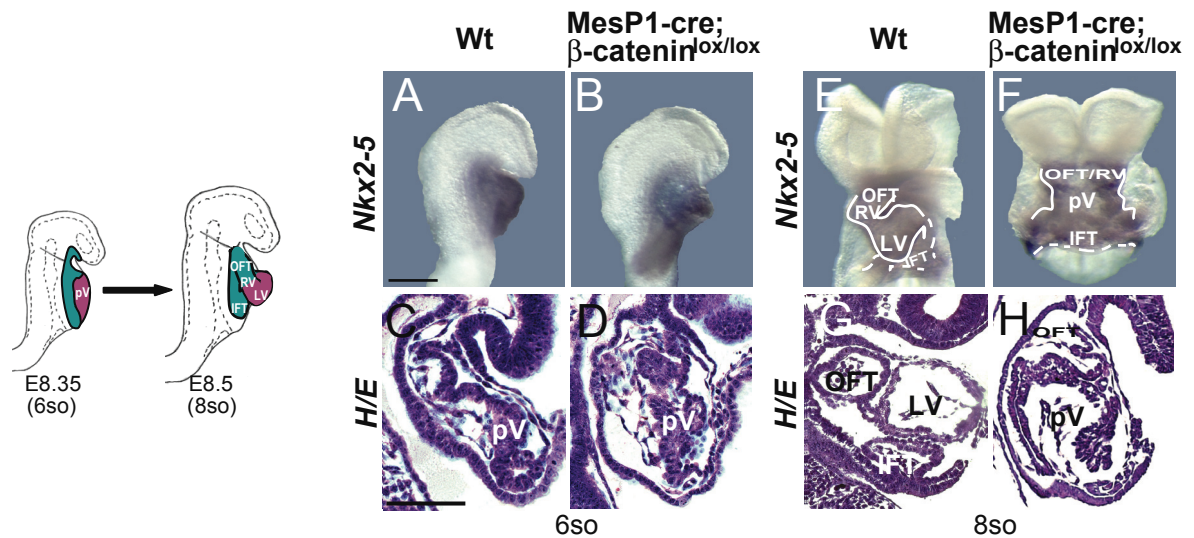 Wt
MesP1-cre;
β-catenin lox/lox
Wt
MesP1-cre;
β-catenin lox/lox
Nkx2-5
A
B
Nkx2-5
E
OFT
RV
LV
IFT
F
OFT/RV
pV
IFT
pV
OFT
RV
LV
IFT
E8.35
(6so)
E8.5
(8so)
H/E
C
pV
D
pV
H/E
G
OFT
LV
IFT
H
OFT
pV
6so
8so